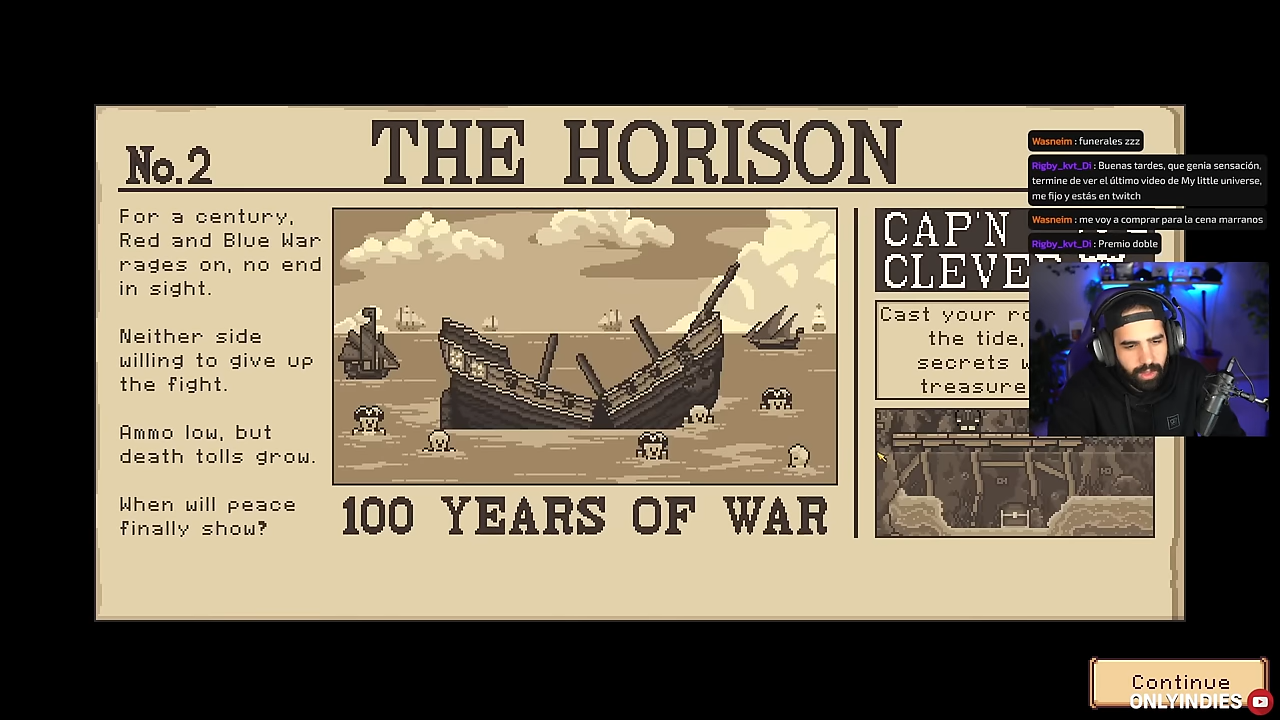 No.2
THE HORISON
For a century,
Red and Blue War
rages on, no end
in sight.
Neither side
willing to give up
the fight.
Ammo low, but
death tolls grow.
When will peace
finally show?
100 YEARS OF WAR
CAP'N
CLEVE
Cast your
the tide,
secrets
treasure
Wasneim : funerales zzz
Rigby_kvt_Di : Buenas tardes, que genia sensación,
termine de ver el último video de My little universe,
me fijo y estás en twitch
Wasneim : me voy a comprar para la cena marranos
Rigby_kvt_Di : Premio doble
Continue
ONLYINDIES